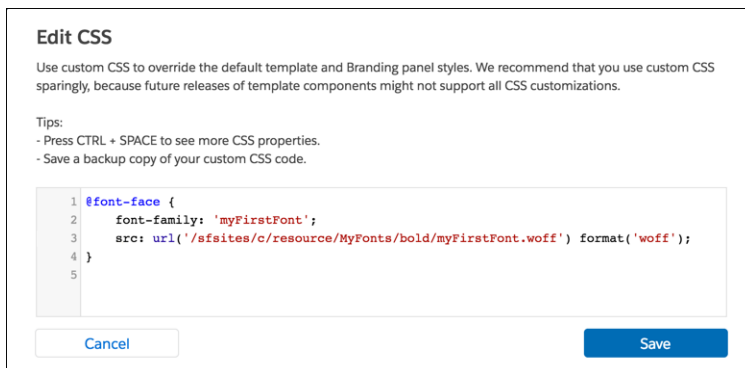 Edit CSS
Use custom CSS to override the default template and Branding panel styles. We recommend that you use custom CSS
sparingly, because future releases of template components might not support all CSS customizations.
Tips:
- Press CTRL + SPACE to see more CSS properties.
- Save a backup copy of your custom CSS code.
1 @font-face {
2     font-family: 'myFirstFont';
3     src: url('/sfsites/c/resource/MyFonts/bold/myFirstFont.woff') format('woff');
4 }
5
Cancel Save